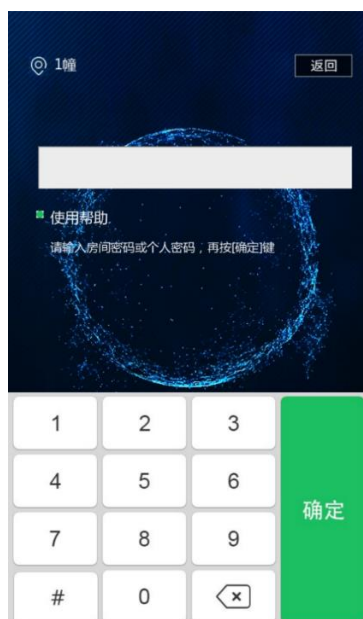 1幢
返回
使用帮助
请输入房间密码或个人密码，再按[确定]键
1 2 3
4 5 6
确定
7 8 9
# 0